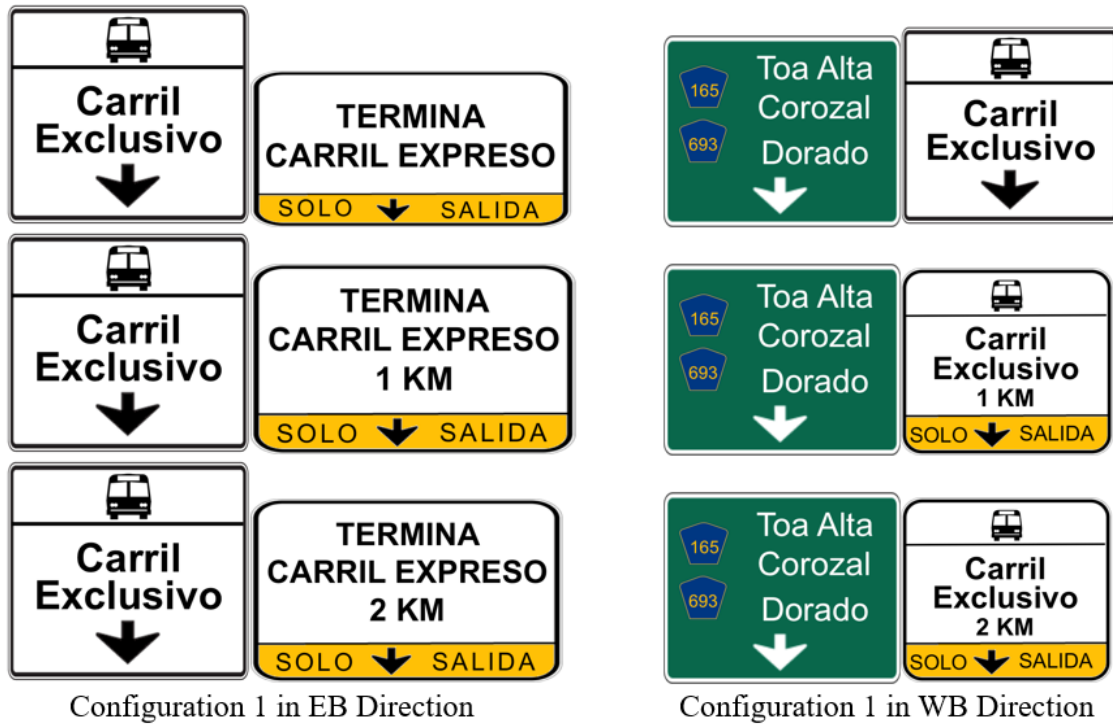 Carril
Exclusivo
TERMINA
CARRIL EXPRESO
SOLO SALIDA
Carril
Exclusivo
TERMINA
CARRIL EXPRESO
1 KM
SOLO SALIDA
Carril
Exclusivo
TERMINA
CARRIL EXPRESO
2 KM
SOLO SALIDA
Configuration 1 in EB Direction
165
693
Toa Alta
Corozal
Dorado
Carril
Exclusivo
165
693
Toa Alta
Corozal
Dorado
Carril
Exclusivo
1 KM
SOLO SALIDA
165
693
Toa Alta
Corozal
Dorado
Carril
Exclusivo
2 KM
SOLO SALIDA
Configuration 1 in WB Direction